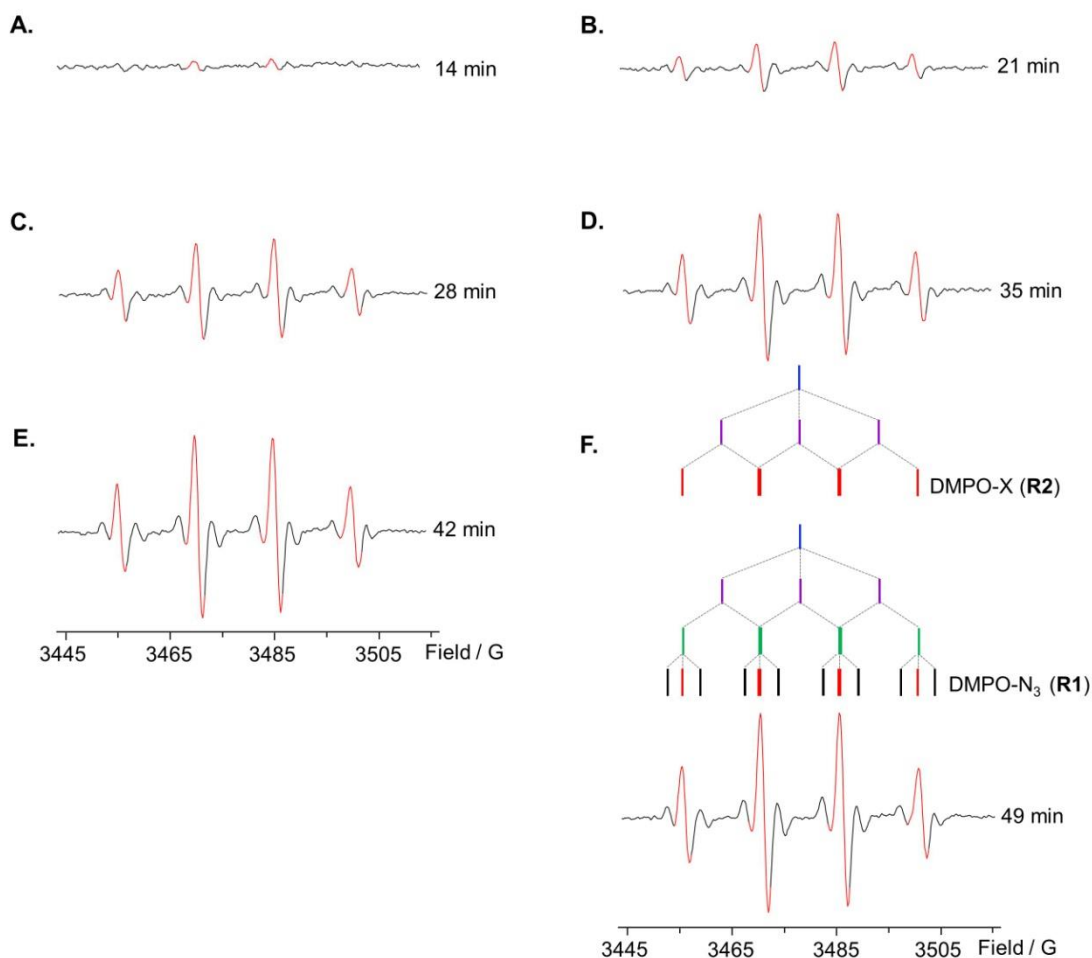 A.
14 min
B.
21 min
C.
28 min
D.
35 min
E.
42 min
3445 3465 3485 3505 Field / G
F.
DMPO-X (R2)
DMPO-N₃ (R1)
49 min
3445 3465 3485 3505 Field / G